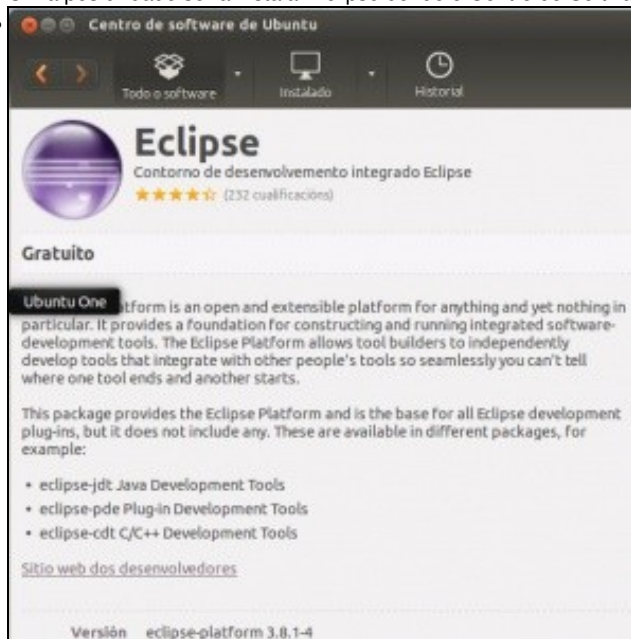 Centro de software de Ubuntu
Todo o software
Instalado
Historial
Eclipse
Contorno de desenvolvemento integrado Eclipse
(232 cualificacións)
Gratuíto
Ubuntu One
tform is an open and extensible platform for anything and yet nothing in
particular. It provides a foundation for constructing and running integrated software-
development tools. The Eclipse Platform allows tool builders to independently
develop tools that integrate with other people's tools so seamlessly you can't tell
where one tool ends and another starts.
This package provides the Eclipse Platform and is the base for all Eclipse development
plug-ins, but it does not include any. These are available in different packages, for
example:
• eclipse-jdt Java Development Tools
• eclipse-pde Plug-in Development Tools
• eclipse-cdt C/C++ Development Tools
Sitio web dos desenvolvedores
Versión eclipse-platform 3.8.1-4